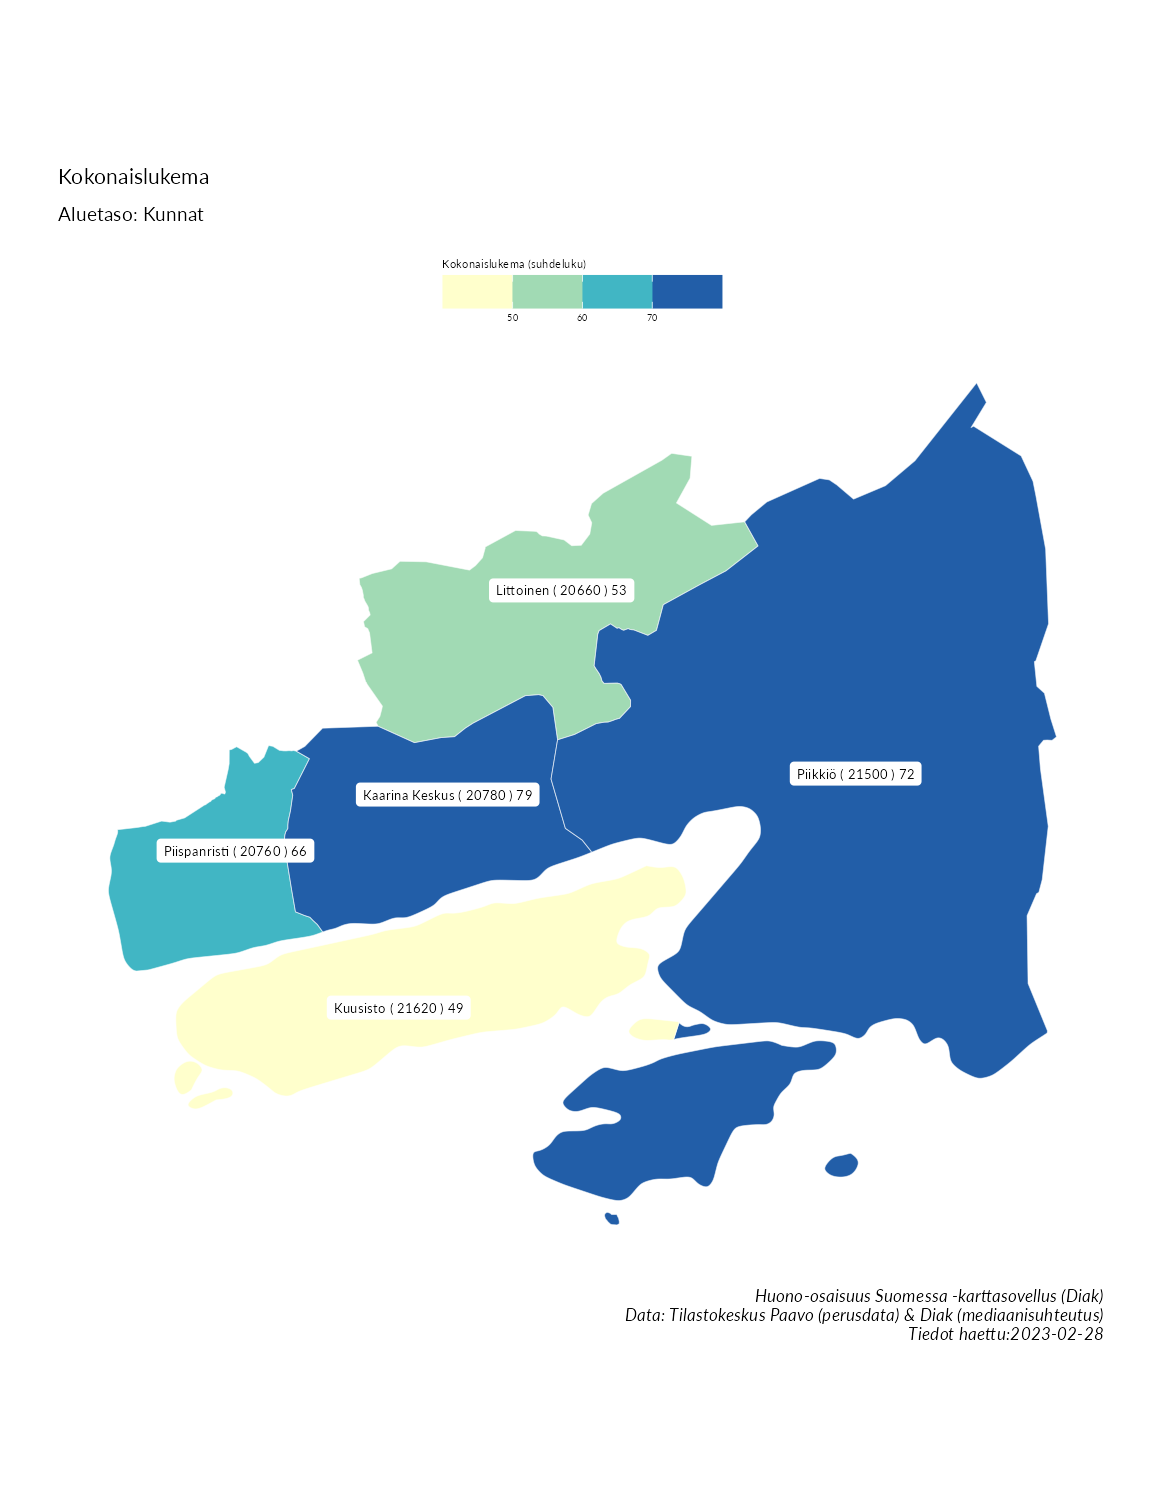 Kokonaislukema
Aluetaso: Kunnat
Kokonaislukema (suhdeluku)
50 60 70
Littoinen ( 20660 ) 53
Piikkiö ( 21500 ) 72
Kaarina Keskus ( 20780 ) 79
Piispanristi ( 20760 ) 66
Kuusisto ( 21620 ) 49
Huono-osaisuus Suomessa -karttasovellus (Diak)
Data: Tilastokeskus Paavo (perusdata) & Diak (mediaanisuhteutus)
Tiedot haettu:2023-02-28